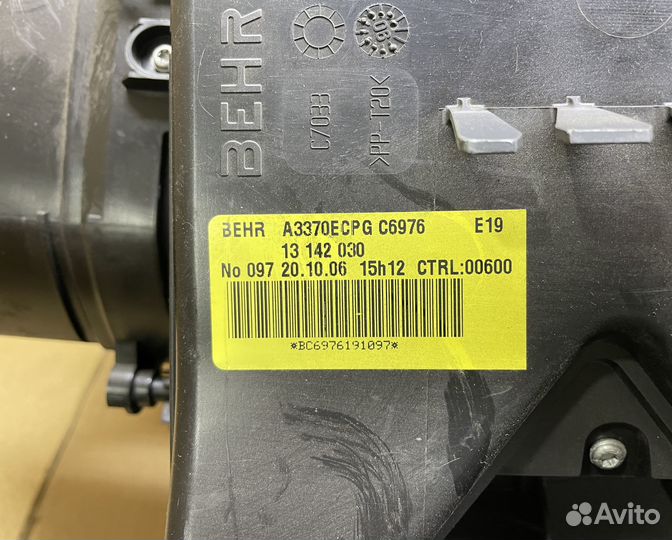 BEHR
C7033
>PP-T20<
08
BEHR A3370ECPG C6976 E19
13 142 030
No 097 20.10.06 15h12 CTRL:00600
*BC6976191097*
Avito